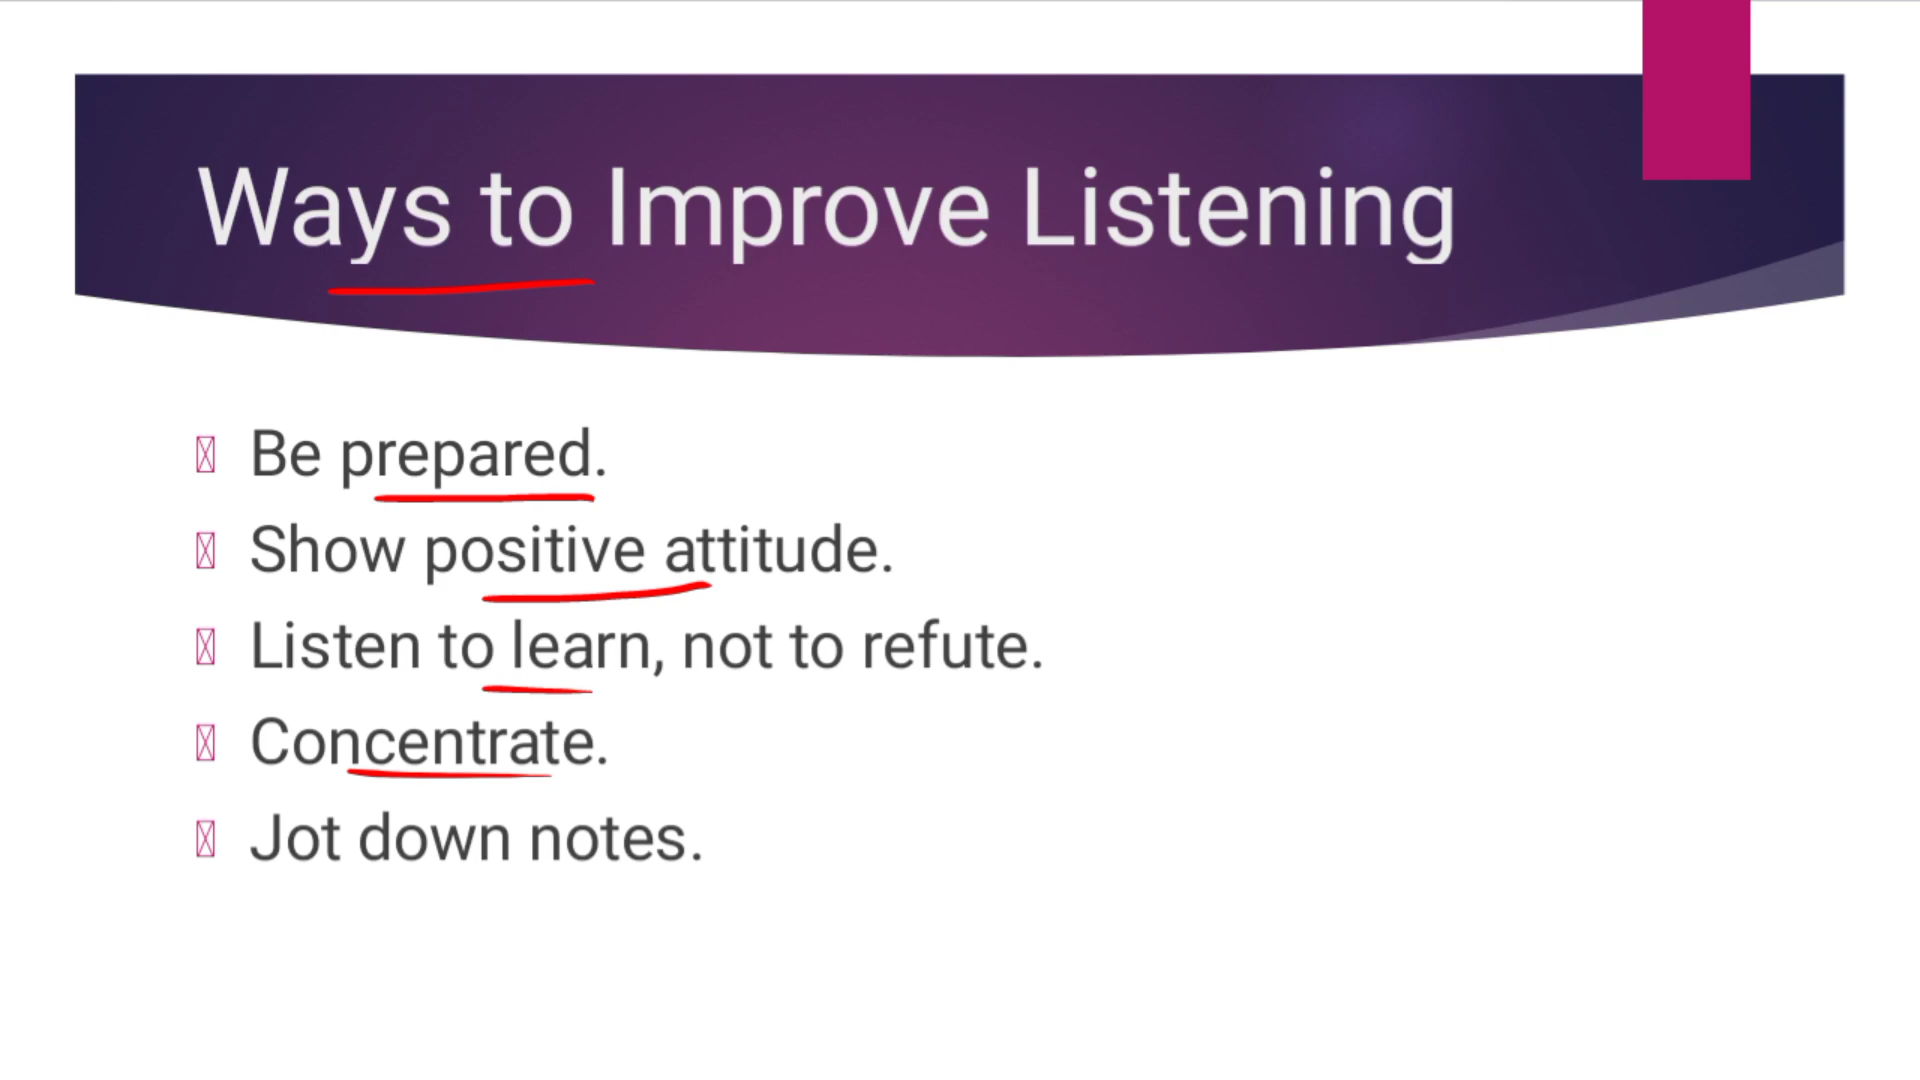 Ways to Improve Listening
Be prepared.
Show positive attitude.
Listen to learn, not to refute.
Concentrate.
Jot down notes.